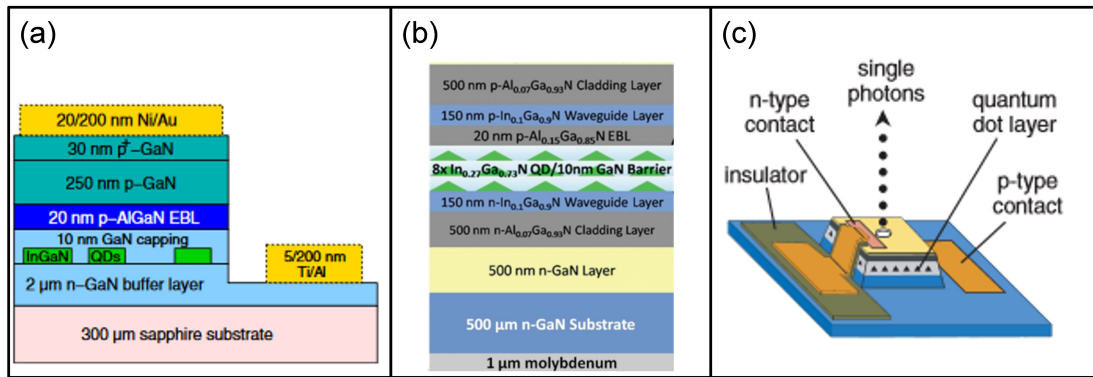 (a)
20/200 nm Ni/Au
30 nm p⁺–GaN
250 nm p–GaN
20 nm p–AlGaN EBL
10 nm GaN capping
InGaN QDs
5/200 nm
Ti/Al
2 µm n–GaN buffer layer
300 µm sapphire substrate
(b)
500 nm p-Al₀.₀₇Ga₀.₉₃N Cladding Layer
150 nm p-In₀.₁Ga₀.₉N Waveguide Layer
20 nm p-Al₀.₁₅Ga₀.₈₅N EBL
8x In₀.₂₇Ga₀.₇₃N QD/10nm GaN Barrier
150 nm n-In₀.₁Ga₀.₉N Waveguide Layer
500 nm n-Al₀.₀₇Ga₀.₉₃N Cladding Layer
500 nm n-GaN Layer
500 µm n-GaN Substrate
1 µm molybdenum
(c)
single
photons
n-type
contact
quantum
dot layer
insulator
p-type
contact